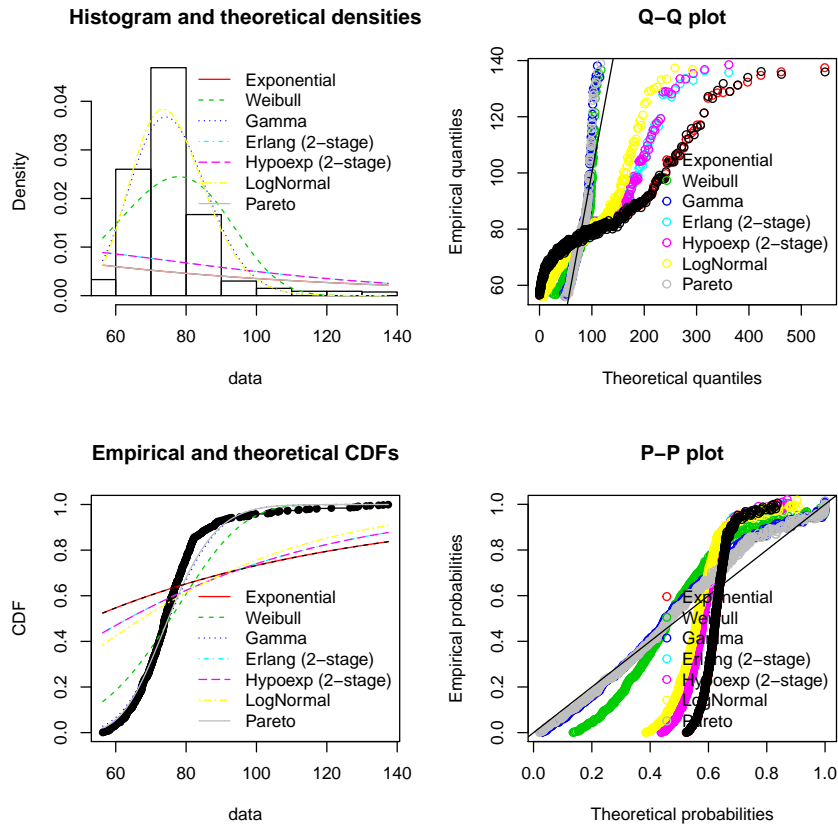 Histogram and theoretical densities
Density
0.00
0.01
0.02
0.03
0.04
Exponential
Weibull
Gamma
Erlang (2−stage)
Hypoexp (2−stage)
LogNormal
Pareto
60 80 100 120 140
data
Q−Q plot
Empirical quantiles
60
80
100
120
140
Exponential
Weibull
Gamma
Erlang (2−stage)
Hypoexp (2−stage)
LogNormal
Pareto
0 100 200 300 400 500
Theoretical quantiles
Empirical and theoretical CDFs
CDF
0.0
0.2
0.4
0.6
0.8
1.0
Exponential
Weibull
Gamma
Erlang (2−stage)
Hypoexp (2−stage)
LogNormal
Pareto
60 80 100 120 140
data
P−P plot
Empirical probabilities
0.0
0.2
0.4
0.6
0.8
1.0
Exponential
Weibull
Gamma
Erlang (2−stage)
Hypoexp (2−stage)
LogNormal
Pareto
0.0 0.2 0.4 0.6 0.8 1.0
Theoretical probabilities